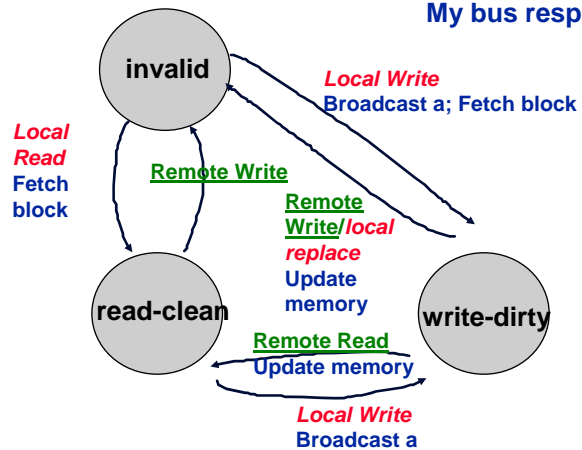 My bus resp
invalid
Local Write
Broadcast a; Fetch block
Local
Read
Fetch
block
Remote Write
Remote
Write/local
replace
Update
memory
read-clean
write-dirty
Remote Read
Update memory
Local Write
Broadcast a